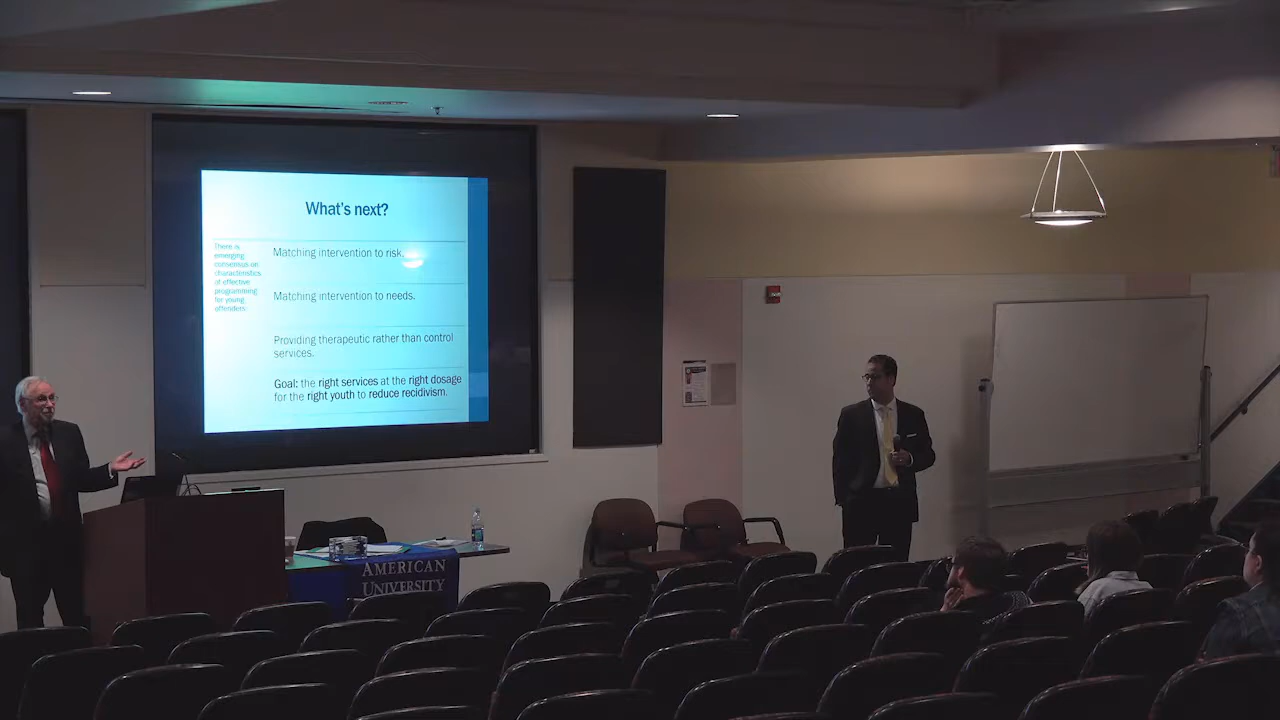 What's next?
There is
emerging
consensus on
characteristics
of effective
programming
for young
offenders:
Matching intervention to risk.
Matching intervention to needs.
Providing therapeutic rather than control
services.
Goal: the right services at the right dosage
for the right youth to reduce recidivism.
AMERICAN
UNIVERSITY